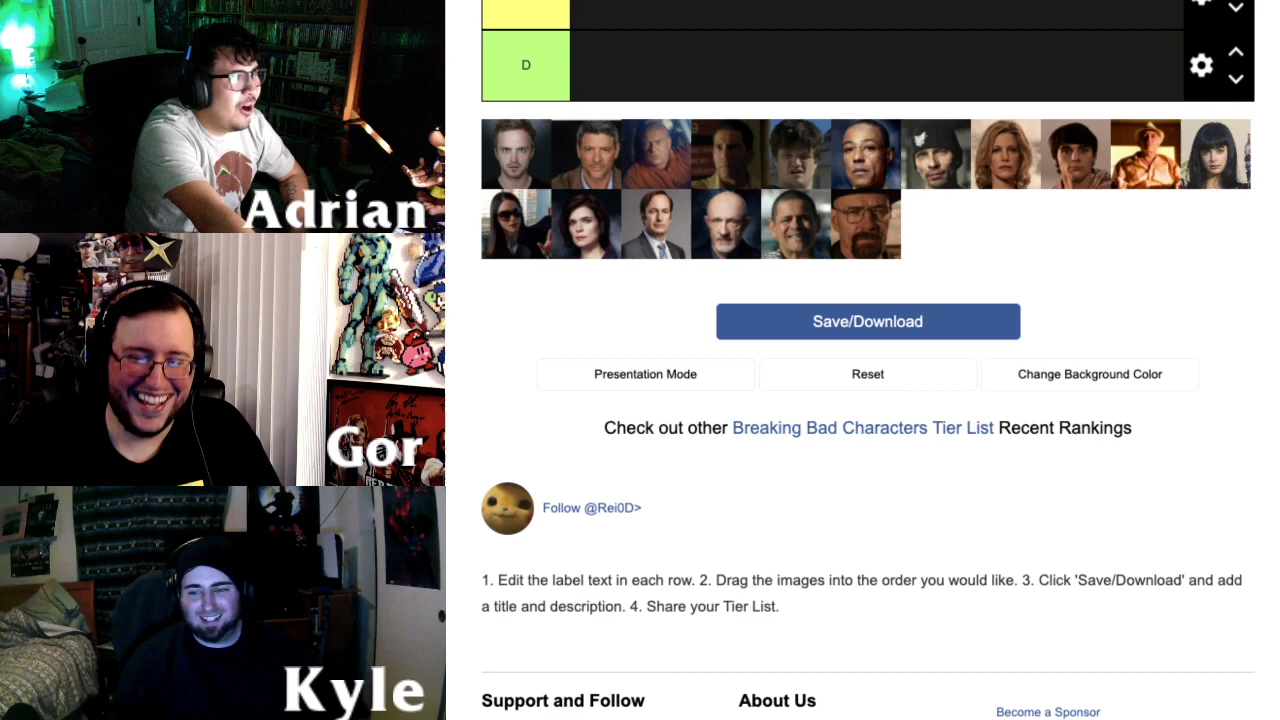 Adrian
Gor
Kyle
D
Save/Download
Presentation Mode
Reset
Change Background Color
Check out other Breaking Bad Characters Tier List Recent Rankings
Follow @Rei0D>
1. Edit the label text in each row. 2. Drag the images into the order you would like. 3. Click 'Save/Download' and add
a title and description. 4. Share your Tier List.
Support and Follow
About Us
Become a Sponsor